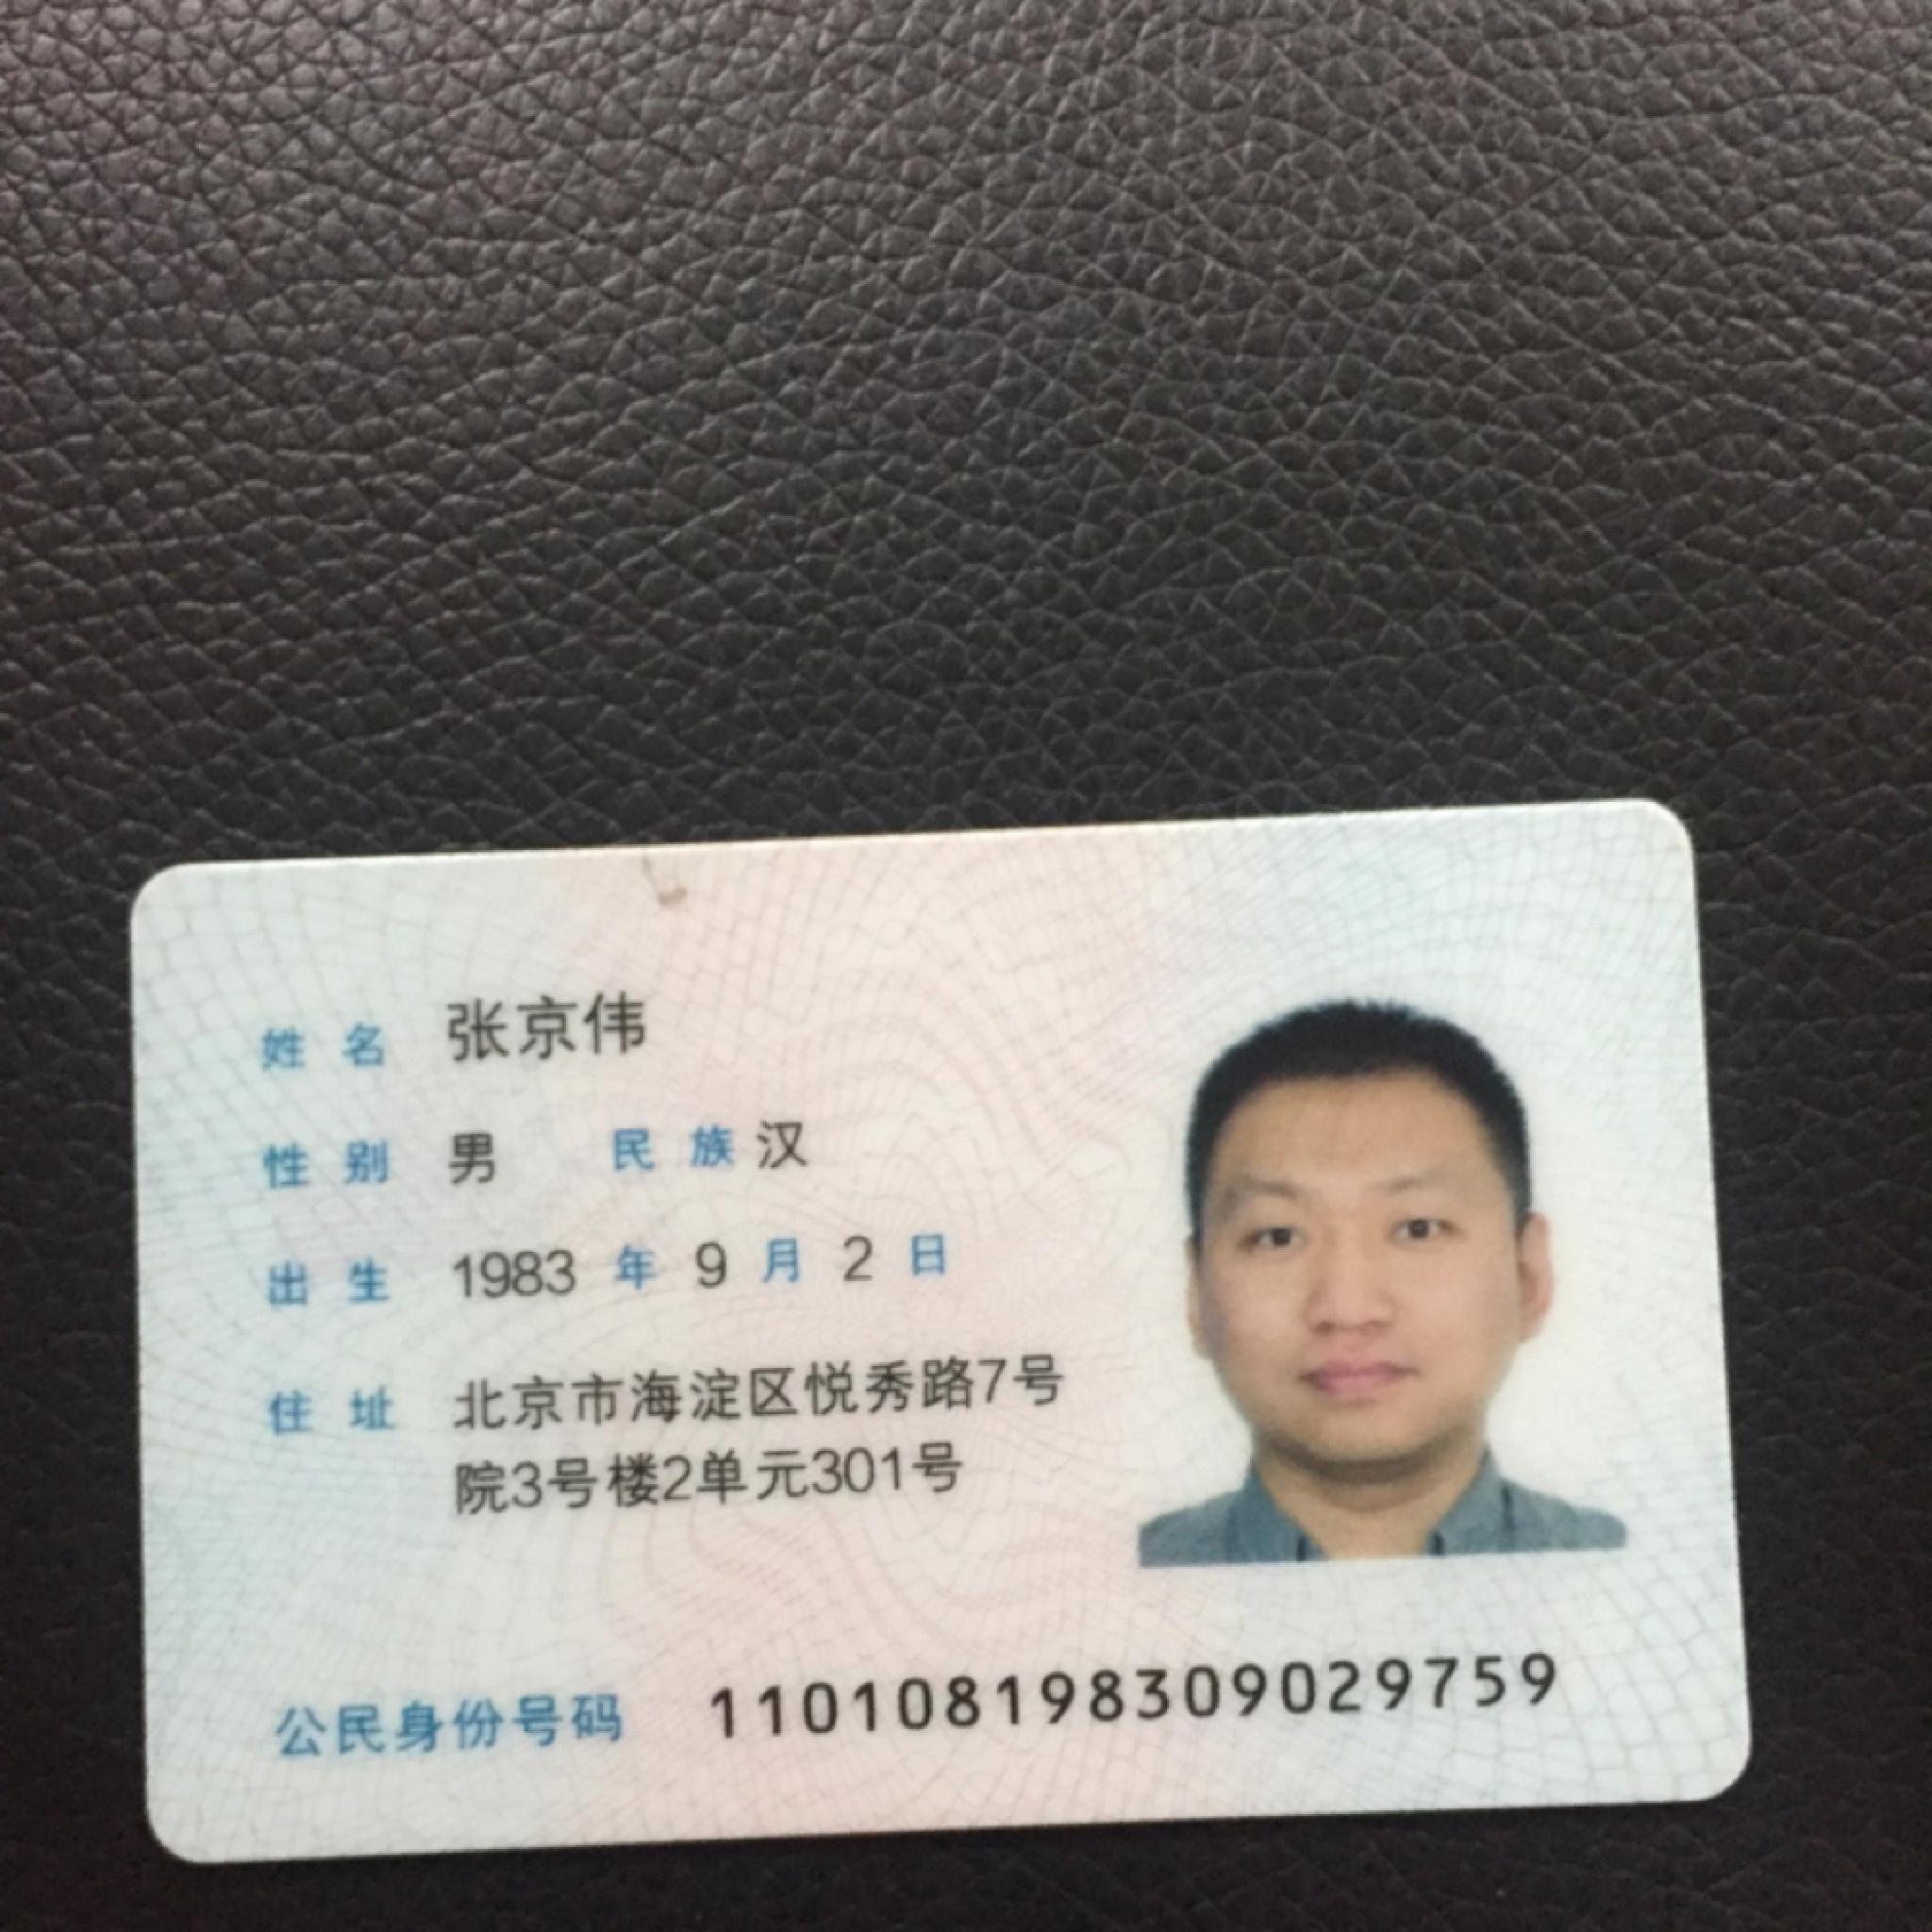 姓名 张京伟
性别 男 民族 汉
出生 1983 年 9 月 2 日
住址 北京市海淀区悦秀路7号
院3号楼2单元301号
公民身份号码 110108198309029759